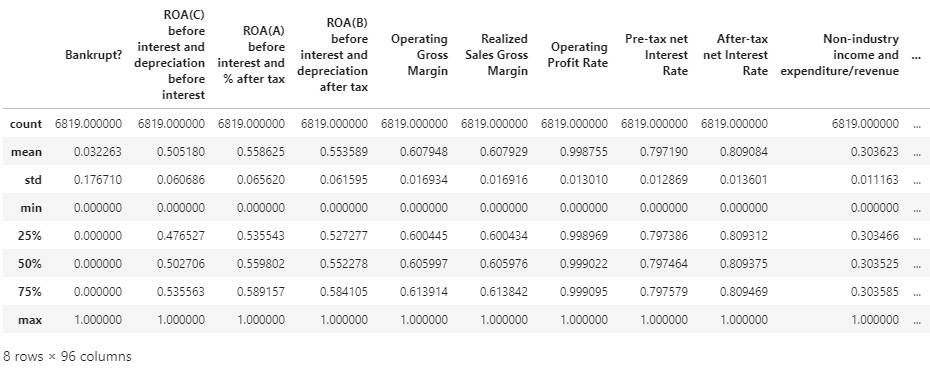 Bankrupt? ROA(C) before interest and depreciation before interest ROA(A) before interest and % after tax ROA(B) before interest and depreciation after tax Operating Gross Margin Realized Sales Gross Margin Operating Profit Rate Pre-tax net Interest Rate After-tax net Interest Rate Non-industry income and expenditure/revenue ...
count 6819.000000 6819.000000 6819.000000 6819.000000 6819.000000 6819.000000 6819.000000 6819.000000 6819.000000 6819.000000 ...
mean 0.032263 0.505180 0.558625 0.553589 0.607948 0.607929 0.998755 0.797190 0.809084 0.303623 ...
std 0.176710 0.060686 0.065620 0.061595 0.016934 0.016916 0.013010 0.012869 0.013601 0.011163 ...
min 0.000000 0.000000 0.000000 0.000000 0.000000 0.000000 0.000000 0.000000 0.000000 0.000000 ...
25% 0.000000 0.476527 0.535543 0.527277 0.600445 0.600434 0.998969 0.797386 0.809312 0.303466 ...
50% 0.000000 0.502706 0.559802 0.552278 0.605997 0.605976 0.999022 0.797464 0.809375 0.303525 ...
75% 0.000000 0.535563 0.589157 0.584105 0.613914 0.613842 0.999095 0.797579 0.809469 0.303585 ...
max 1.000000 1.000000 1.000000 1.000000 1.000000 1.000000 1.000000 1.000000 1.000000 1.000000 ...
8 rows × 96 columns